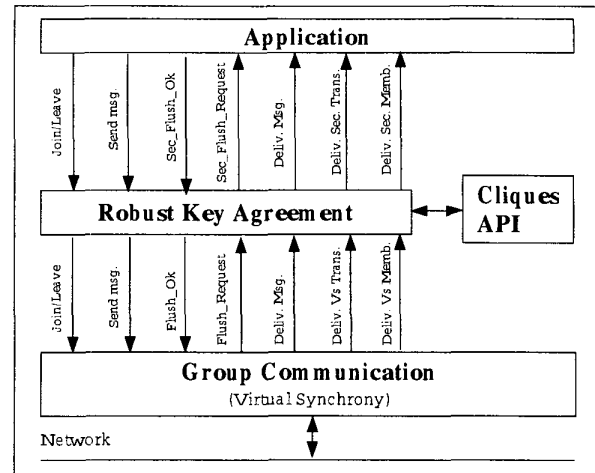 Application
Join/Leave
Send msg.
Sec_Flush_Ok
Sec_Flush_Request
Deliv. Msg.
Deliv. Sec. Trans.
Deliv. Sec. Memb.
Robust Key Agreement
Cliques
API
Join/Leave
Send msg.
Flush_Ok
Flush_Request
Deliv. Msg.
Deliv. Vs Trans.
Deliv. Vs Memb.
Group Communication
(Virtual Synchrony)
Network